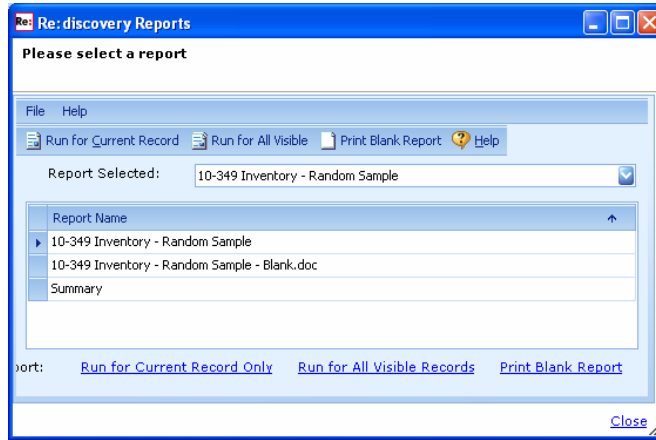 Re: Re:discovery Reports
Please select a report
File Help
Run for Current Record Run for All Visible Print Blank Report Help
Report Selected: 10-349 Inventory - Random Sample
Report Name
10-349 Inventory - Random Sample
10-349 Inventory - Random Sample - Blank.doc
Summary
ort: Run for Current Record Only Run for All Visible Records Print Blank Report
Close